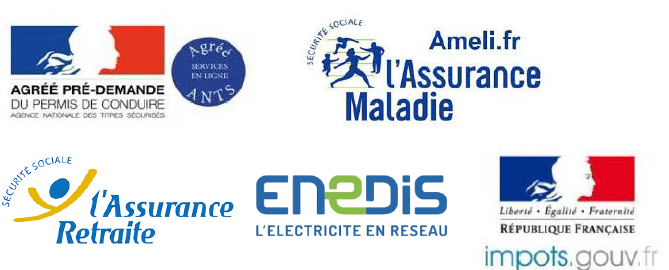 AGRÉÉ PRÉ-DEMANDE
DU PERMIS DE CONDUIRE
AGENCE NATIONALE DES TITRES SÉCURISÉS
Agréé
SERVICES
EN LIGNE
ANTS
SÉCURITÉ SOCIALE
Ameli.fr
l'Assurance
Maladie
SÉCURITÉ SOCIALE
l'Assurance
Retraite
ENEDIS
L'ELECTRICITE EN RESEAU
Liberté • Égalité • Fraternité
RÉPUBLIQUE FRANÇAISE
impots.gouv.fr